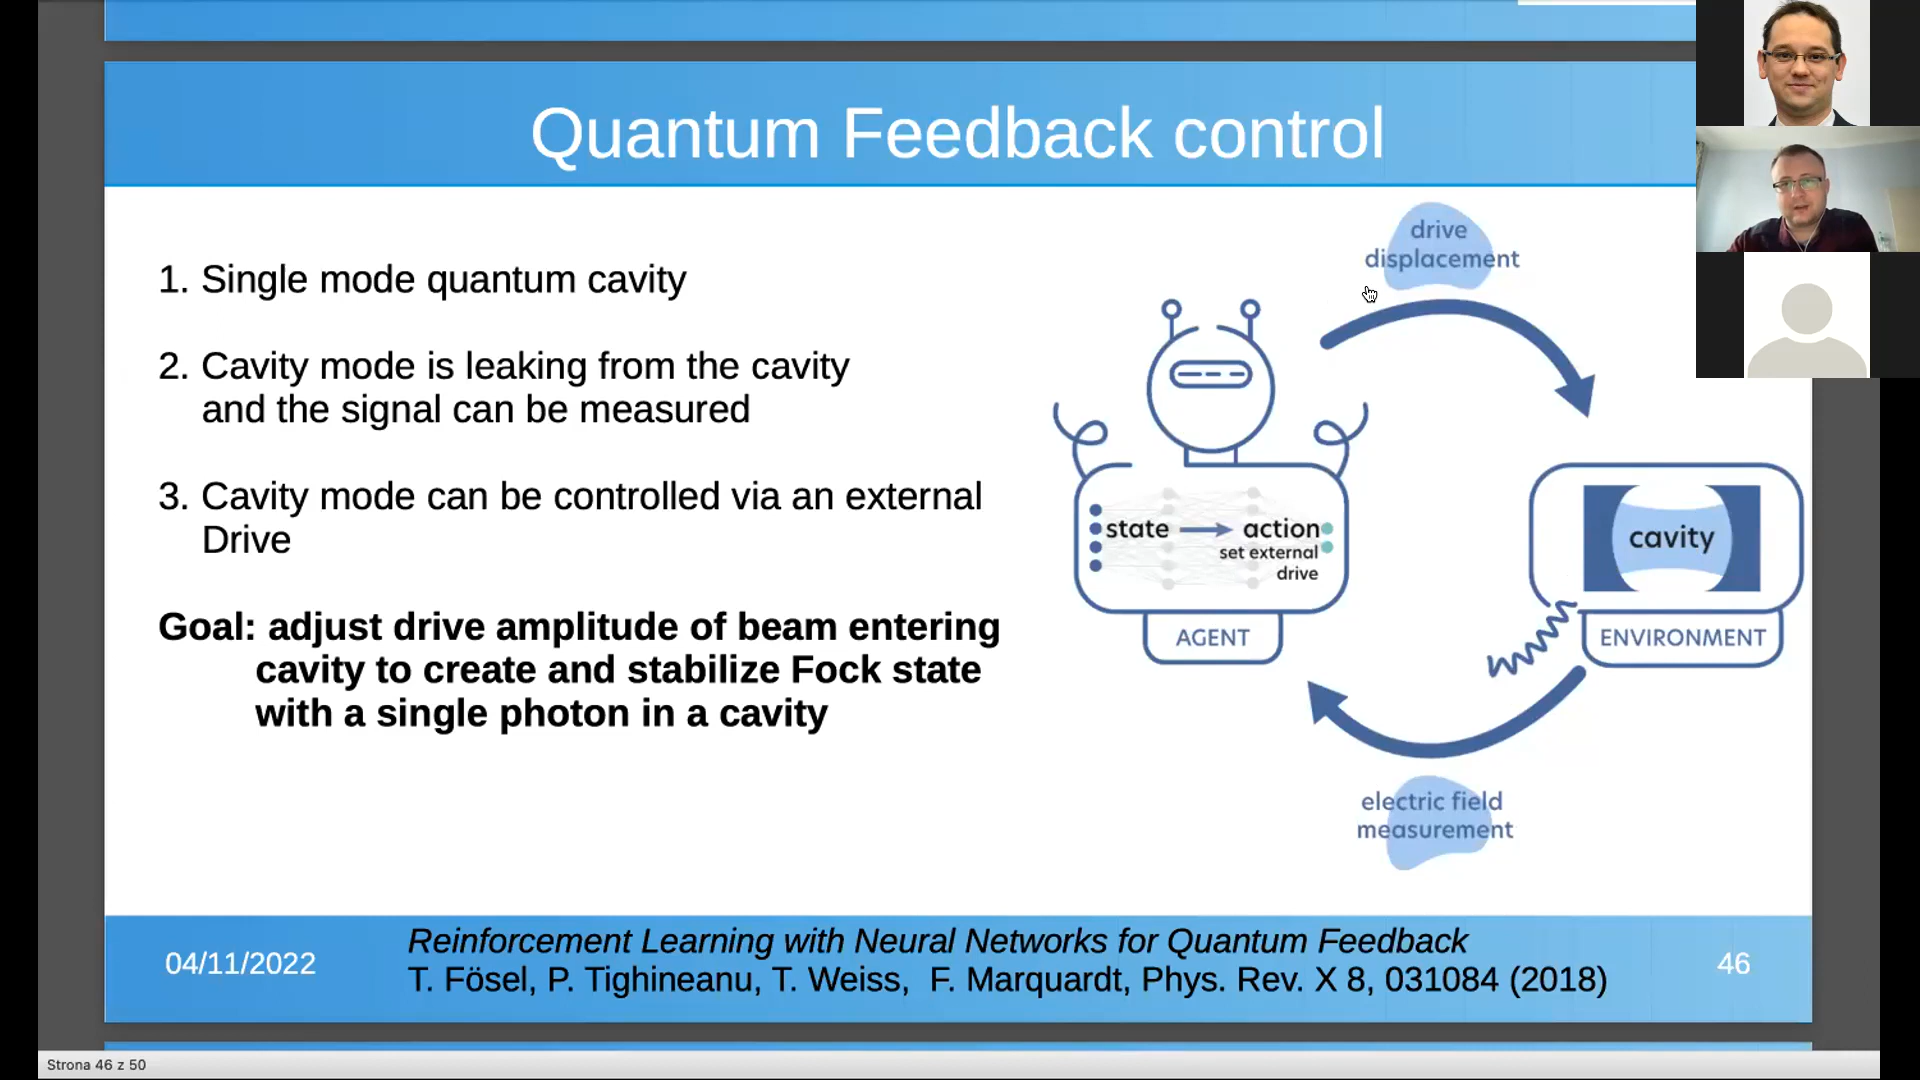 Quantum Feedback control
1. Single mode quantum cavity
2. Cavity mode is leaking from the cavity
and the signal can be measured
3. Cavity mode can be controlled via an external
Drive
Goal: adjust drive amplitude of beam entering
cavity to create and stabilize Fock state
with a single photon in a cavity
drive
displacement
state
action
set external
drive
AGENT
cavity
ENVIRONMENT
electric field
measurement
04/11/2022
Reinforcement Learning with Neural Networks for Quantum Feedback
T. Fösel, P. Tighineanu, T. Weiss, F. Marquardt, Phys. Rev. X 8, 031084 (2018)
46
Strona 46 z 50